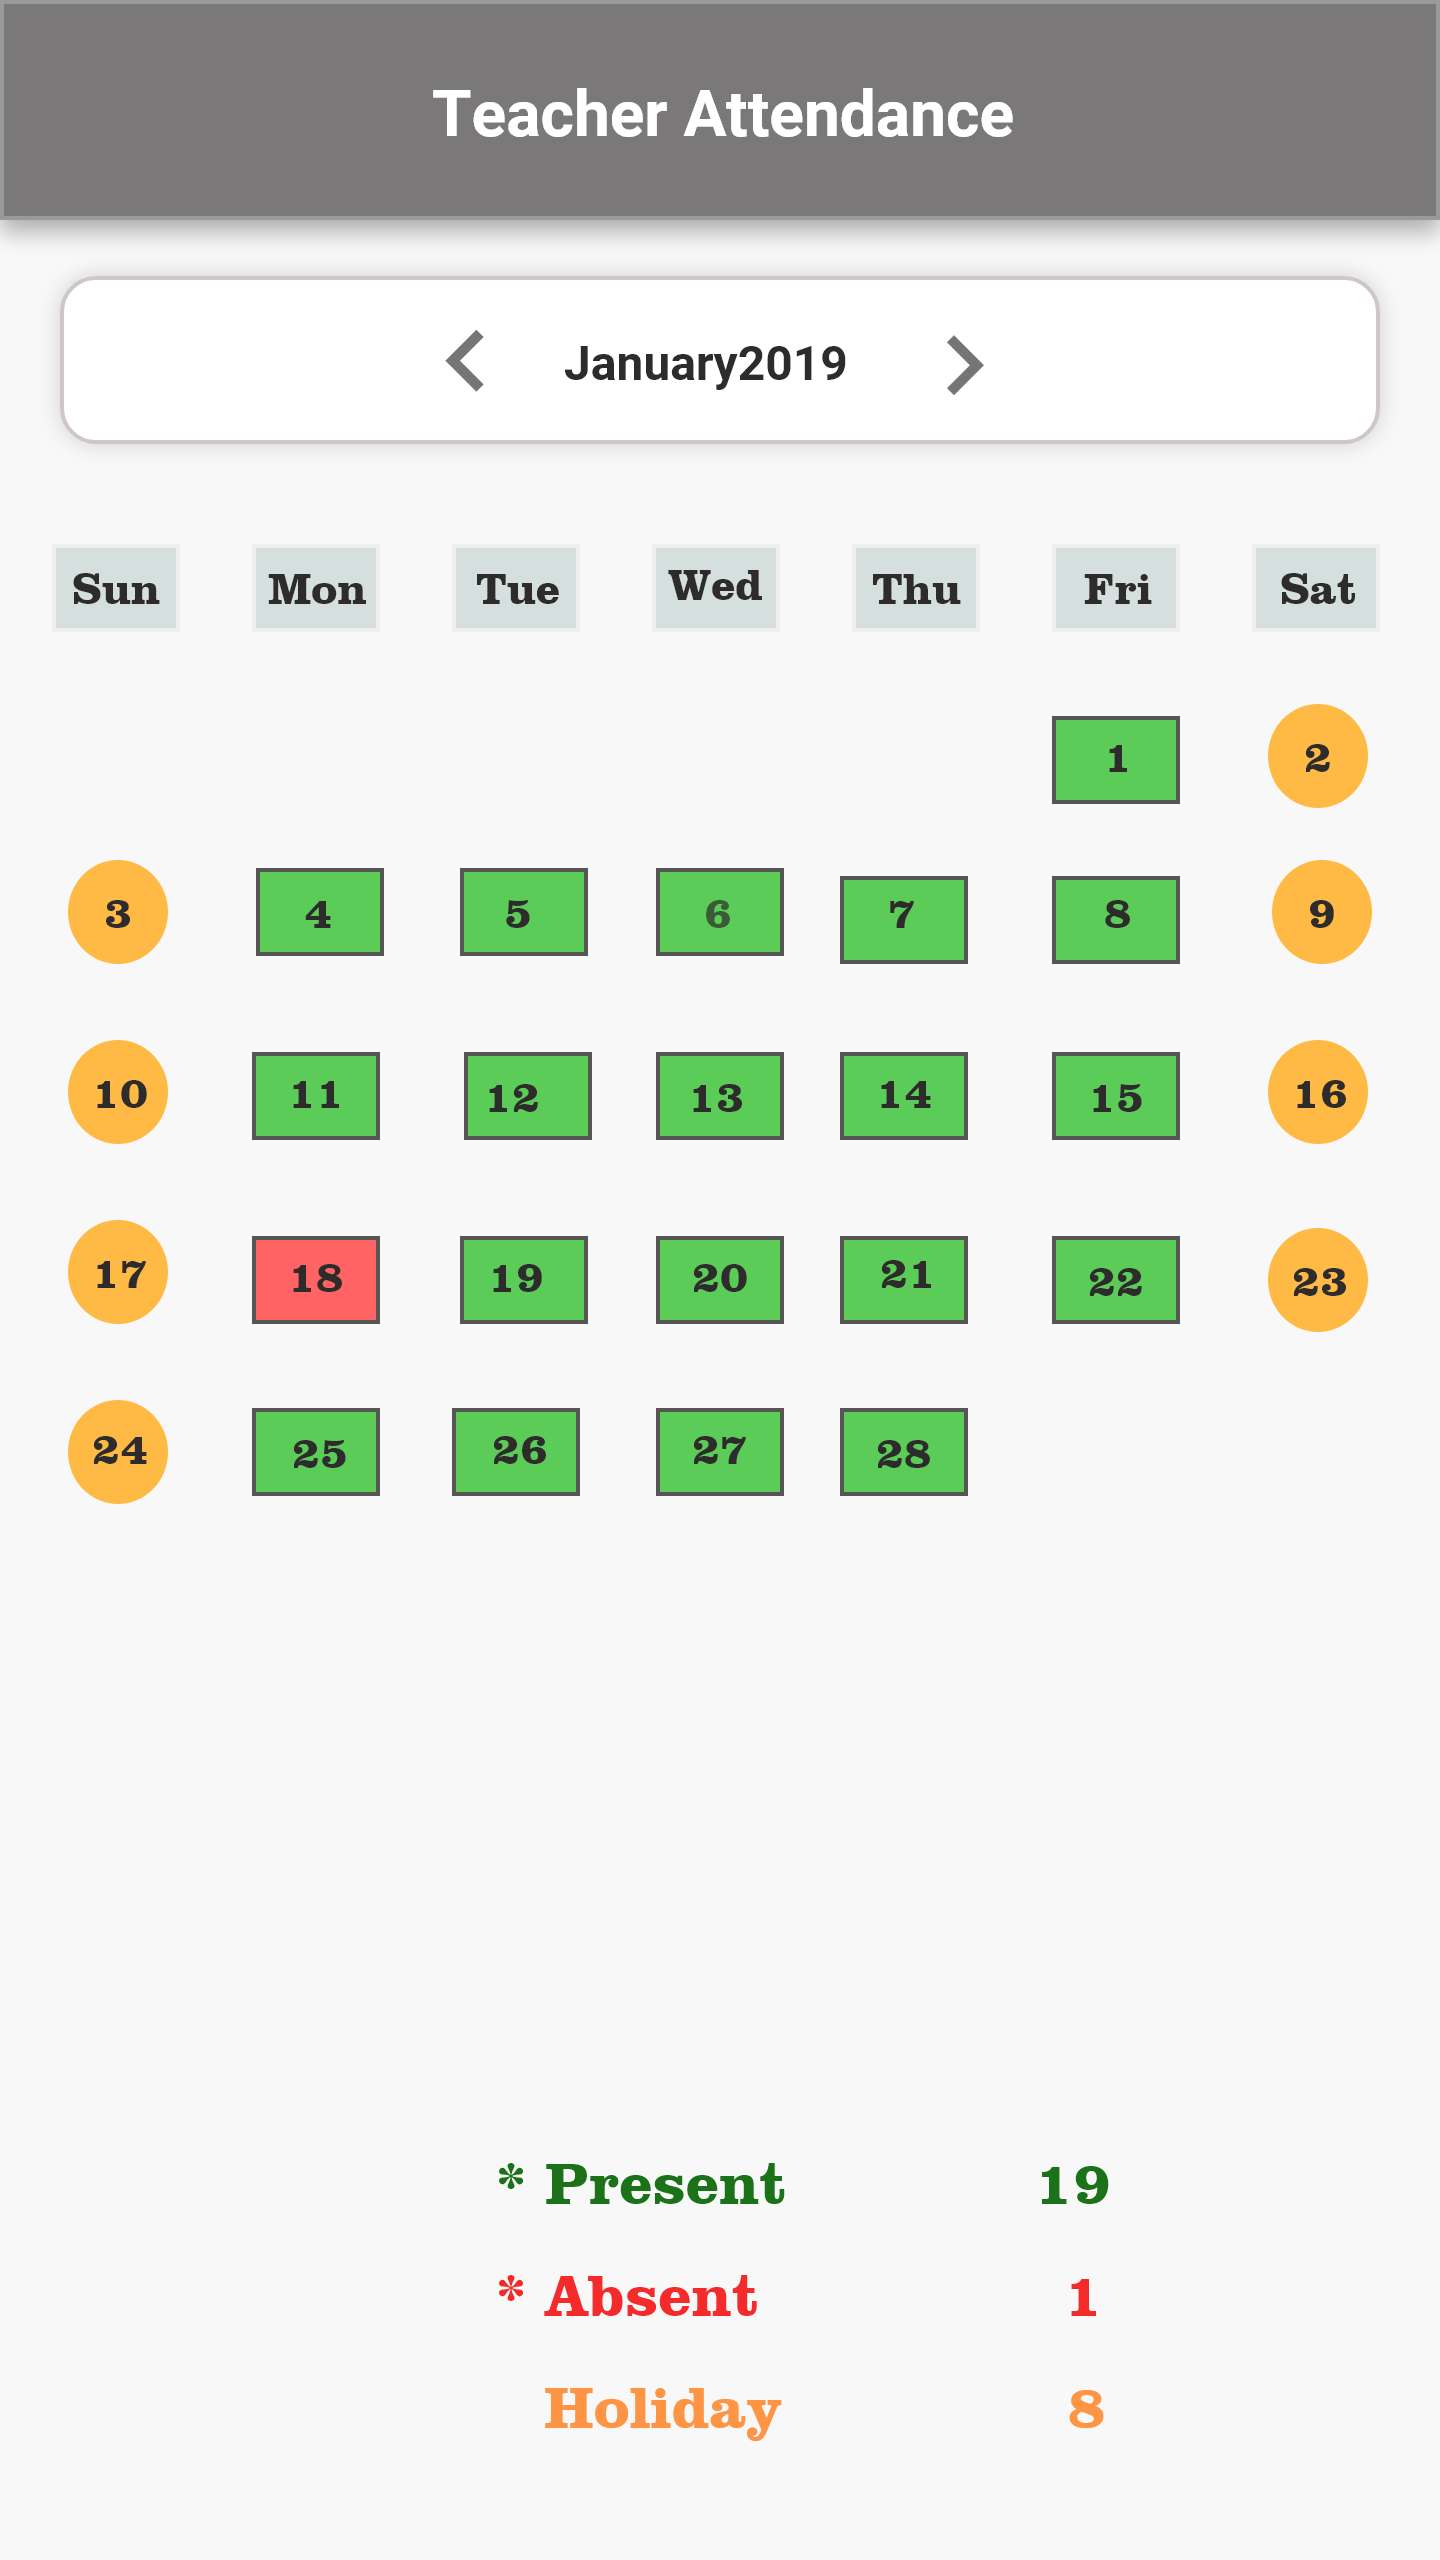 Teacher Attendance
January2019
Sun Mon Tue Wed Thu Fri Sat
1 2
3 4 5 6 7 8 9
10 11 12 13 14 15 16
17 18 19 20 21 22 23
24 25 26 27 28
* Present 19
* Absent 1
Holiday 8